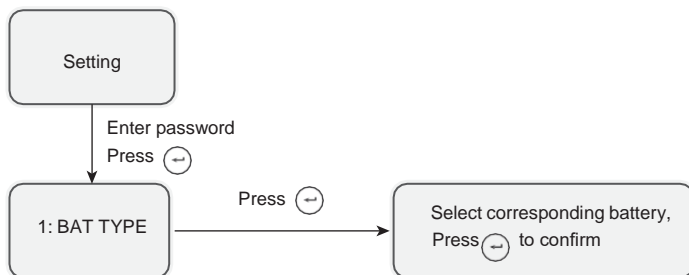 Setting
Enter password
Press
1: BAT TYPE
Press
Select corresponding battery,
Press to confirm